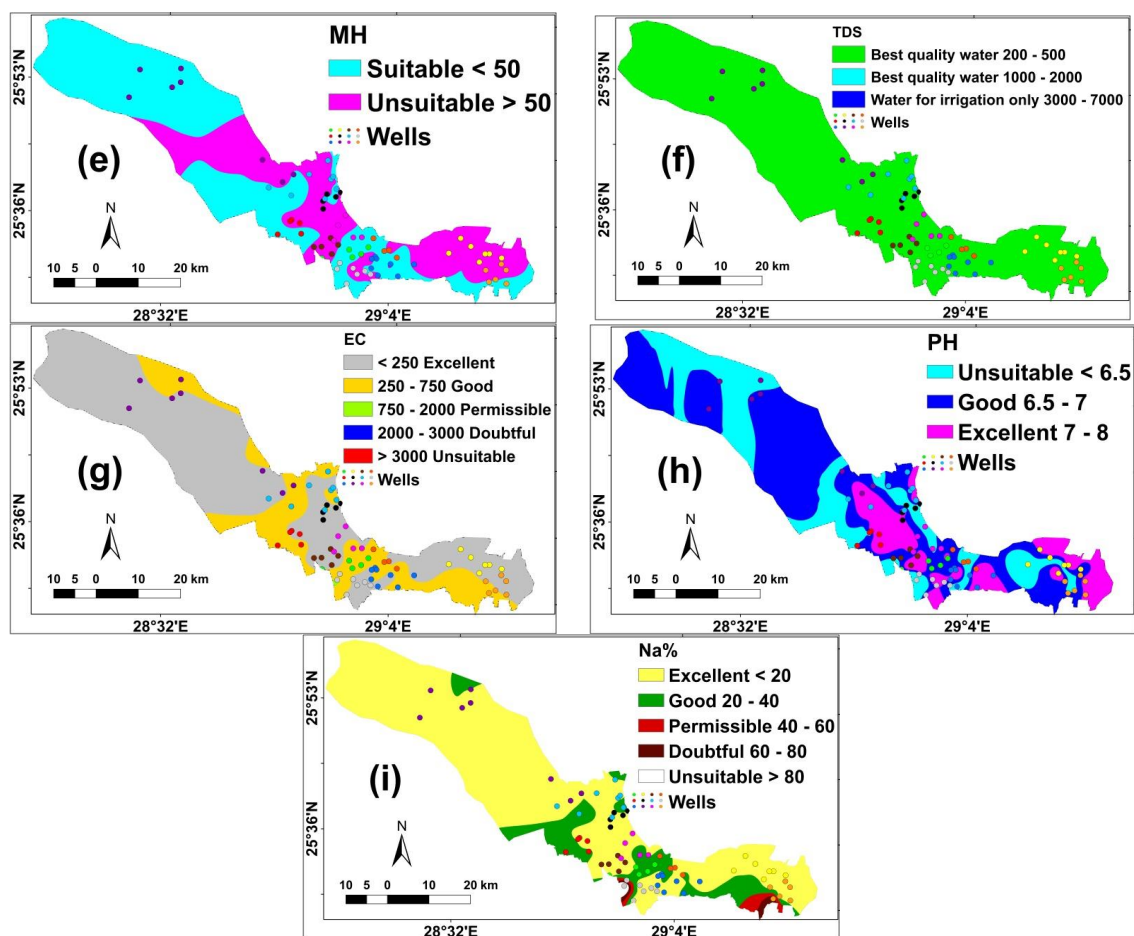 MH
Suitable < 50
Unsuitable > 50
Wells
(e)
N
10 5 0 10 20 km
25°53'N
25°36'N
28°32'E 29°4'E
TDS
Best quality water 200 - 500
Best quality water 1000 - 2000
Water for irrigation only 3000 - 7000
Wells
(f)
N
10 5 0 10 20 km
25°53'N
25°36'N
28°32'E 29°4'E
EC
< 250 Excellent
250 - 750 Good
750 - 2000 Permissible
2000 - 3000 Doubtful
> 3000 Unsuitable
Wells
(g)
N
10 5 0 10 20 km
25°53'N
25°36'N
28°32'E 29°4'E
PH
Unsuitable < 6.5
Good 6.5 - 7
Excellent 7 - 8
Wells
(h)
N
10 5 0 10 20 km
25°53'N
25°36'N
28°32'E 29°4'E
Na%
Excellent < 20
Good 20 - 40
Permissible 40 - 60
Doubtful 60 - 80
Unsuitable > 80
Wells
(i)
N
10 5 0 10 20 km
25°53'N
25°36'N
28°32'E 29°4'E